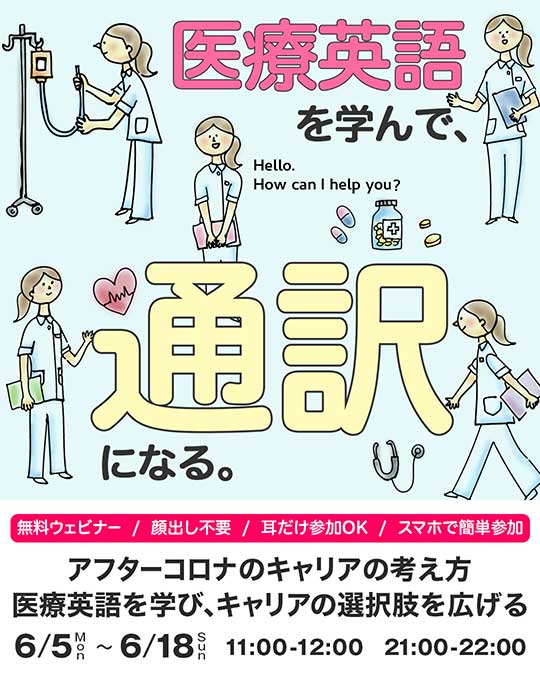 医療英語
を学んで、
Hello.
How can I help you?
通訳
になる。
無料ウェビナー / 顔出し不要 / 耳だけ参加OK / スマホで簡単参加
アフターコロナのキャリアの考え方
医療英語を学び、キャリアの選択肢を広げる
6/5 Mon ～ 6/18 Sun 11:00-12:00 21:00-22:00